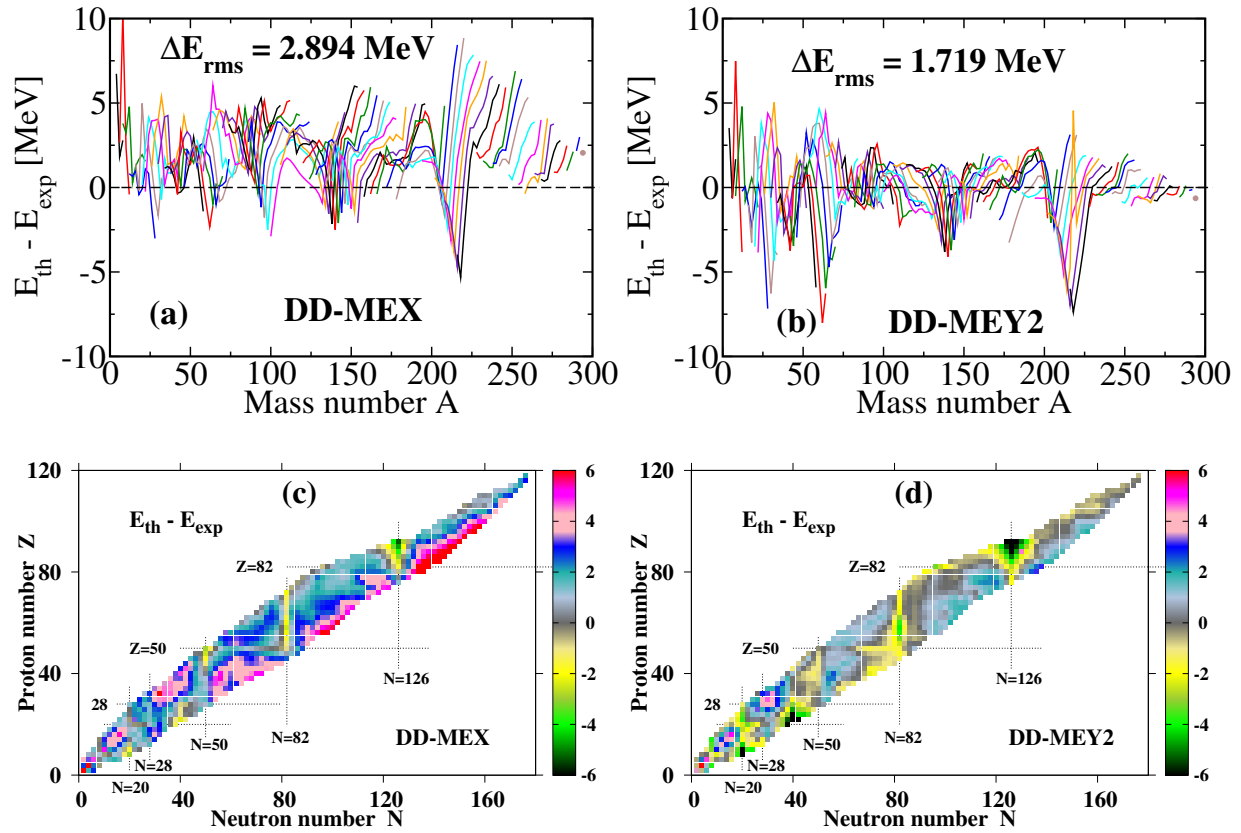 10
5
0
-5
-10
E_th - E_exp [MeV]
ΔE_rms = 2.894 MeV
(a)
DD-MEX
0 50 100 150 200 250 300
Mass number A
10
5
0
-5
-10
E_th - E_exp [MeV]
ΔE_rms = 1.719 MeV
(b)
DD-MEY2
0 50 100 150 200 250 300
Mass number A
120
80
40
0
Proton number Z
(c)
E_th - E_exp
Z=82
Z=50
28
20
N=126
N=82
N=50
N=28
N=20
DD-MEX
0 40 80 120 160
Neutron number N
6
4
2
0
-2
-4
-6
120
80
40
0
Proton number Z
(d)
E_th - E_exp
Z=82
Z=50
28
20
N=126
N=82
N=50
N=28
N=20
DD-MEY2
0 40 80 120 160
Neutron number N
6
4
2
0
-2
-4
-6